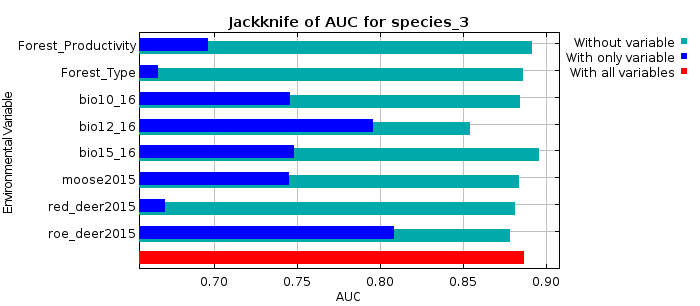 Jackknife of AUC for species_3
Forest_Productivity
Forest_Type
bio10_16
bio12_16
bio15_16
moose2015
red_deer2015
roe_deer2015
Environmental Variable
0.70 0.75 0.80 0.85 0.90
AUC
Without variable
With only variable
With all variables